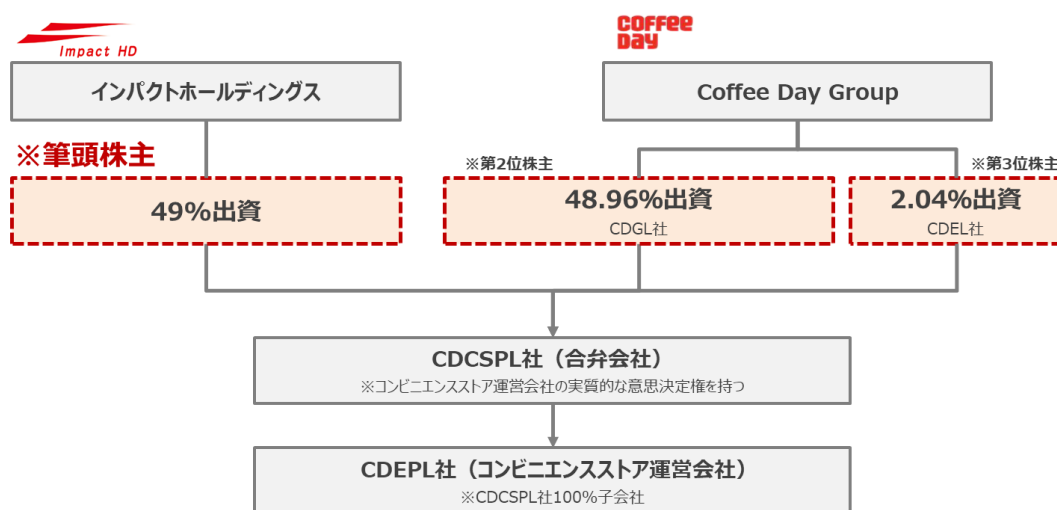 Impact HD
COFFEE
DAY
インパクトホールディングス
Coffee Day Group
※筆頭株主
※第2位株主
※第3位株主
49%出資
48.96%出資
CDGL社
2.04%出資
CDEL社
CDCSPL社（合弁会社）
※コンビニエンスストア運営会社の実質的な意思決定権を持つ
CDEPL社（コンビニエンスストア運営会社）
※CDCSPL社100%子会社